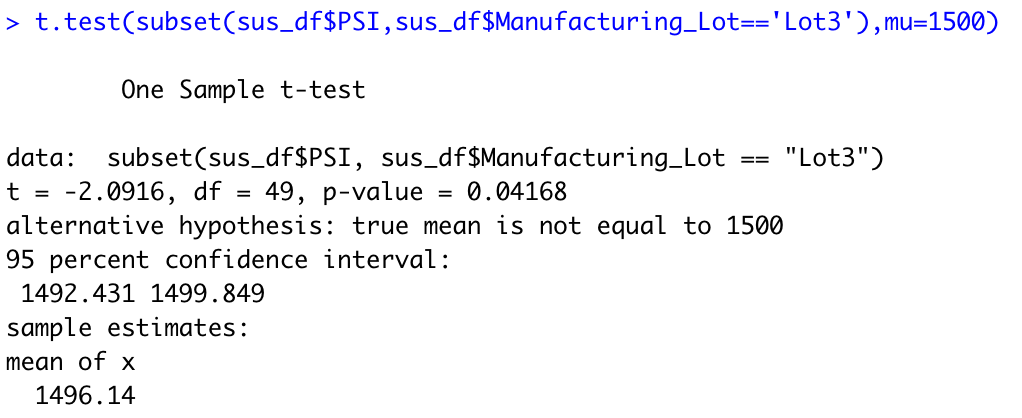 > t.test(subset(sus_df$PSI,sus_df$Manufacturing_Lot=='Lot3'),mu=1500)
One Sample t-test
data:  subset(sus_df$PSI, sus_df$Manufacturing_Lot == "Lot3")
t = -2.0916, df = 49, p-value = 0.04168
alternative hypothesis: true mean is not equal to 1500
95 percent confidence interval:
 1492.431 1499.849
sample estimates:
mean of x
  1496.14